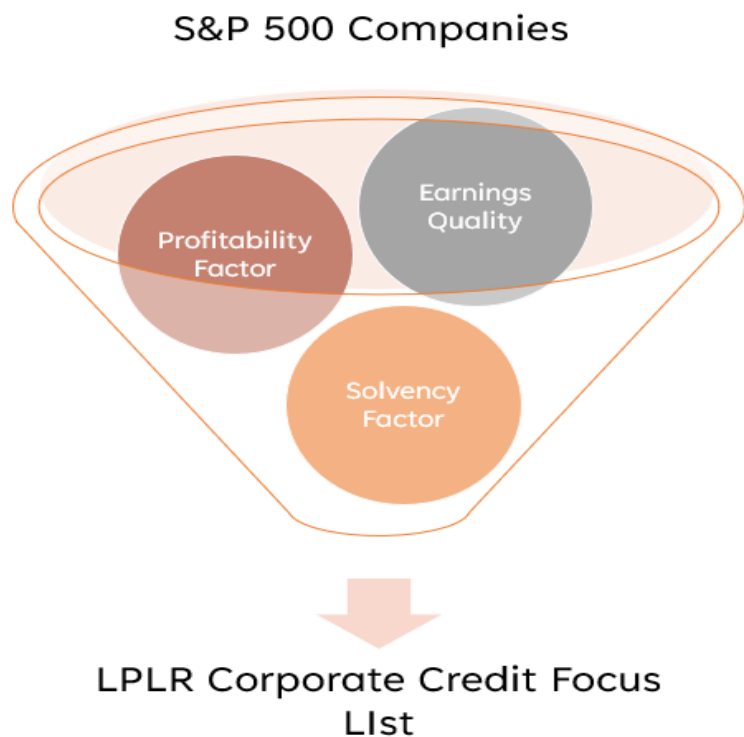 S&P 500 Companies
Earnings
Quality
Profitability
Factor
Solvency
Factor
LPLR Corporate Credit Focus
LIst